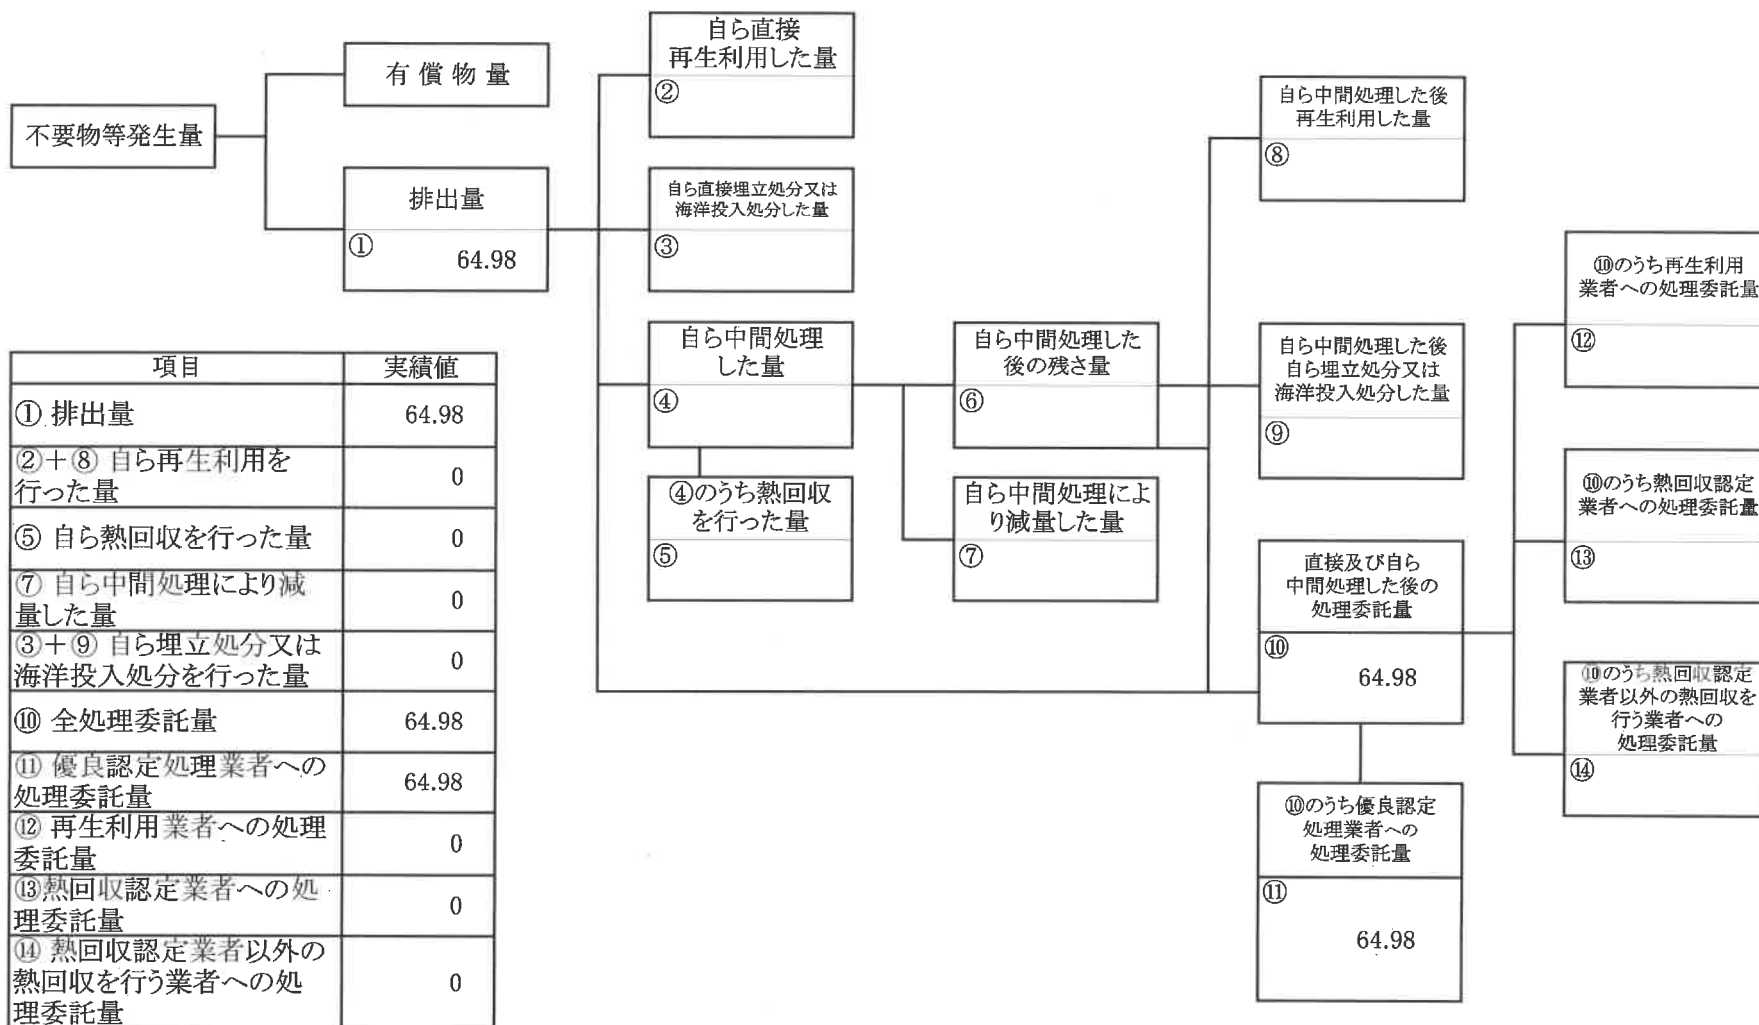 不要物等発生量
有償物量
排出量
①
64.98
自ら直接
再生利用した量
②
自ら直接埋立処分又は
海洋投入処分した量
③
自ら中間処理
した量
④
④のうち熱回収
を行った量
⑤
自ら中間処理した
後の残さ量
⑥
自ら中間処理によ
り減量した量
⑦
自ら中間処理した後
再生利用した量
⑧
自ら中間処理した後
自ら埋立処分又は
海洋投入処分した量
⑨
直接及び自ら
中間処理した後の
処理委託量
⑩
64.98
⑩のうち優良認定
処理業者への
処理委託量
⑪
64.98
⑩のうち再生利用
業者への処理委託量
⑫
⑩のうち熱回収認定
業者への処理委託量
⑬
⑩のうち熱回収認定
業者以外の熱回収を
行う業者への
処理委託量
⑭
項目 実績値
① 排出量 64.98
②+⑧ 自ら再生利用を
行った量 0
⑤ 自ら熱回収を行った量 0
⑦ 自ら中間処理により減
量した量 0
③+⑨ 自ら埋立処分又は
海洋投入処分を行った量 0
⑩ 全処理委託量 64.98
⑪ 優良認定処理業者への
処理委託量 64.98
⑫ 再生利用業者への処理
委託量 0
⑬熱回収認定業者への処
理委託量 0
⑭ 熱回収認定業者以外の
熱回収を行う業者への処
理委託量 0